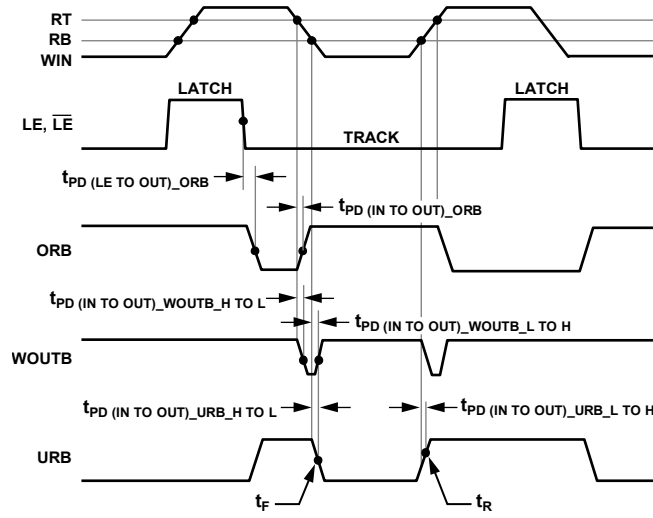 RT
RB
WIN
LATCH
LATCH
LE, L̅E̅
TRACK
tPD (LE TO OUT)_ORB
tPD (IN TO OUT)_ORB
ORB
tPD (IN TO OUT)_WOUTB_H TO L
tPD (IN TO OUT)_WOUTB_L TO H
WOUTB
tPD (IN TO OUT)_URB_H TO L
tPD (IN TO OUT)_URB_L TO H
URB
tF
tR